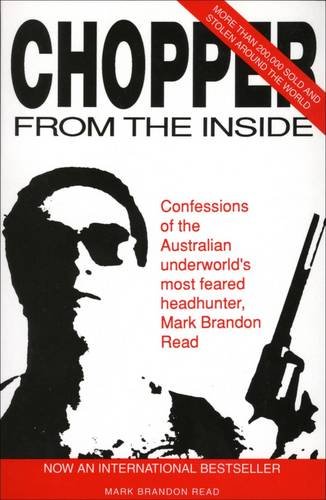 CHOPPER
MORE THAN 200,000 SOLD AND
STOLEN AROUND THE WORLD
FROM THE INSIDE
Confessions
of the
Australian
underworld's
most feared
headhunter,
Mark Brandon
Read
NOW AN INTERNATIONAL BESTSELLER
MARK BRANDON READ